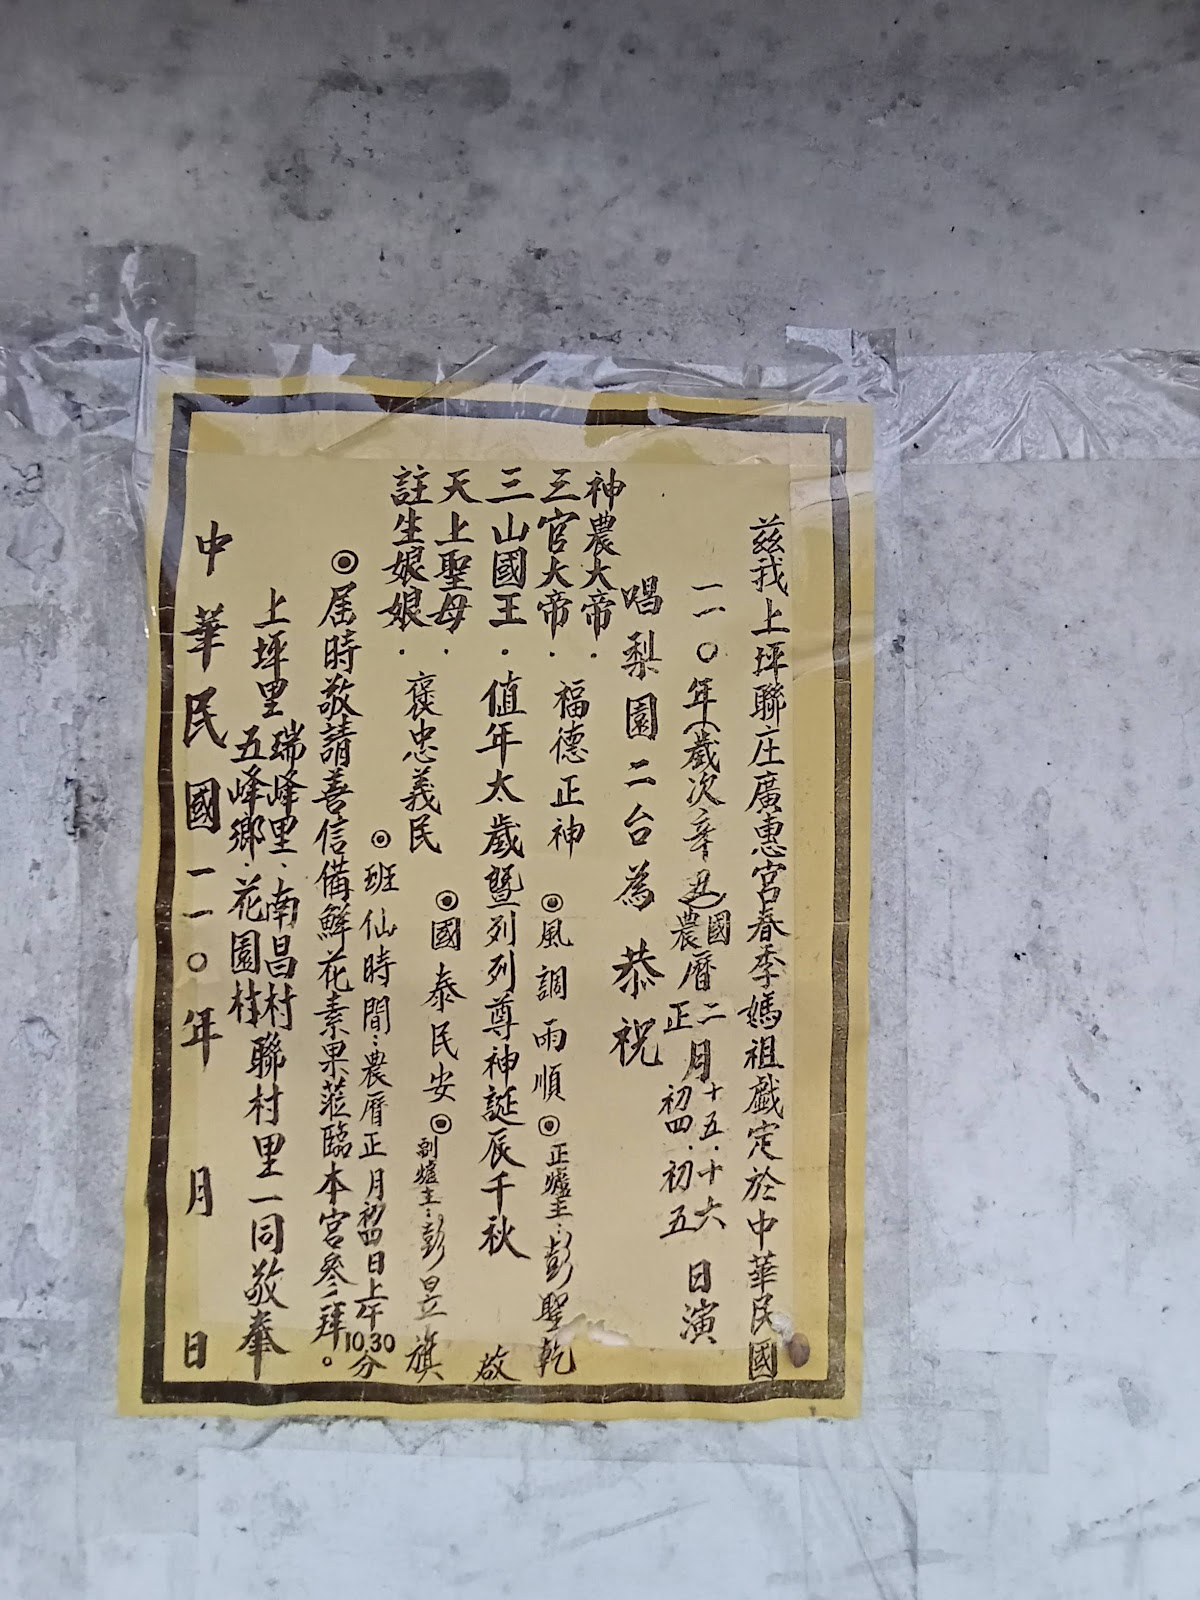 茲我上坪聯庄廣惠宮春季媽祖戲定於中華民國
一一〇年(歲次辛丑 國農曆 二正月 十五.十六 初四.初五 日演
唱梨園二台為恭祝
神農大帝.
三官大帝.福德正神 ◎風調雨順◎正爐主:彭聖乾
三山國王.值年太歲暨列列尊神誕辰千秋 啟
天上聖母.
註生娘娘.褒忠義民 ◎國泰民安◎副爐主:彭昱旗
◎班仙時間:農曆正月初四日上午10,30分
◎屆時敬請善信備鮮花素果蒞臨本宮參拜。
上坪里 瑞峰里.南昌村 五峰鄉.花園村 聯村里一同敬奉
中華民國一一〇年 月 日